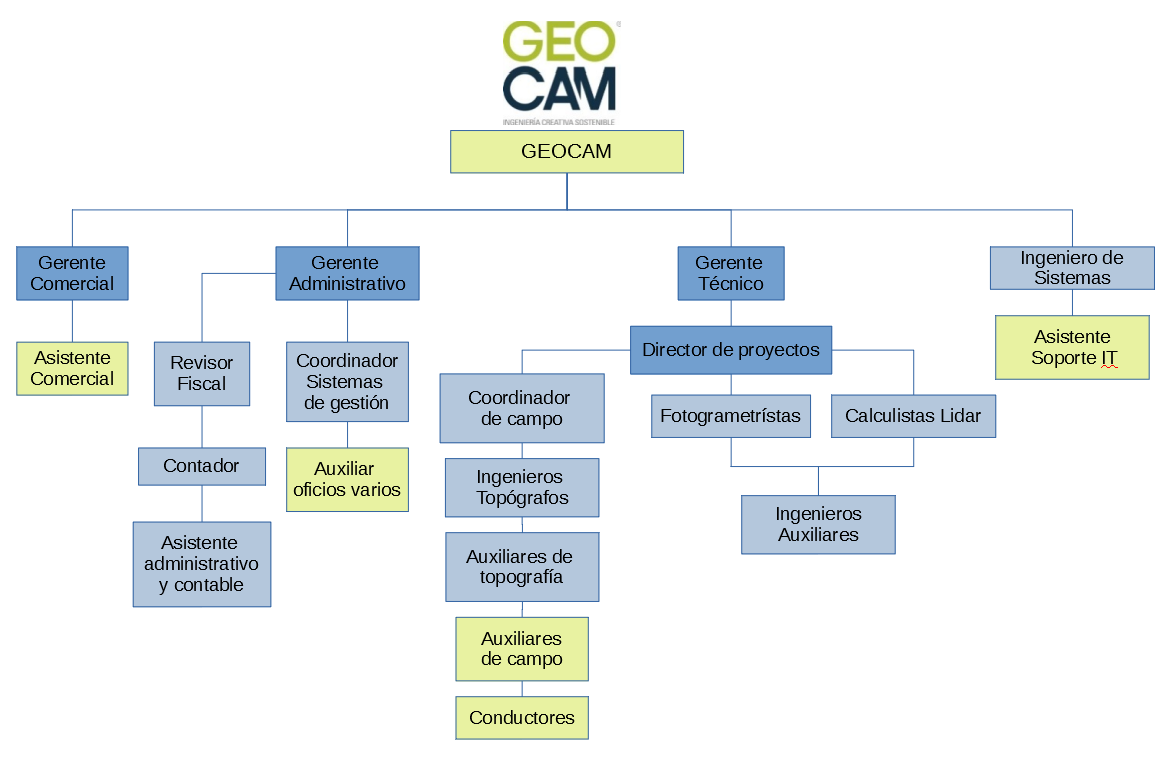 GEO
CAM
INGENIERÍA CREATIVA SOSTENIBLE
GEOCAM
Gerente
Comercial
Gerente
Administrativo
Gerente
Técnico
Ingeniero de
Sistemas
Asistente
Comercial
Revisor
Fiscal
Coordinador
Sistemas
de gestión
Director de proyectos
Asistente
Soporte IT
Coordinador
de campo
Fotogrametrístas
Calculistas Lidar
Contador
Auxiliar
oficios varios
Ingenieros
Topógrafos
Ingenieros
Auxiliares
Asistente
administrativo
y contable
Auxiliares de
topografía
Auxiliares
de campo
Conductores